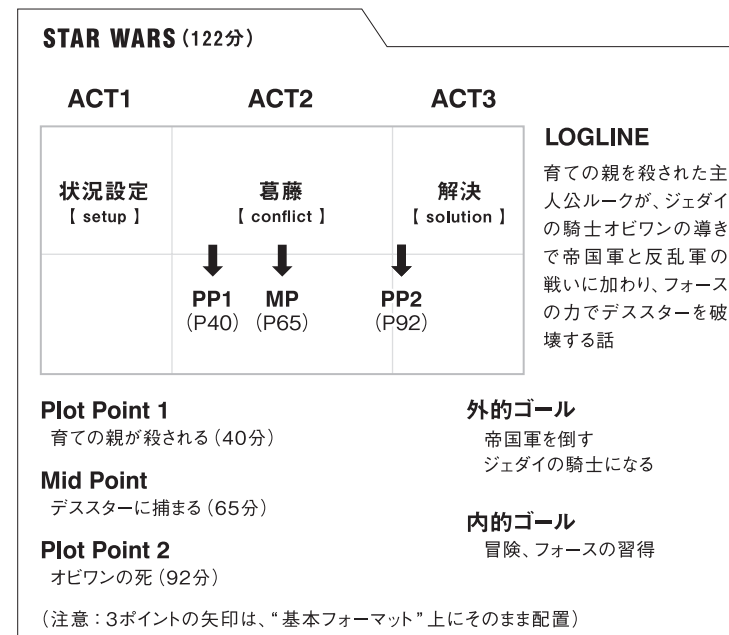 STAR WARS (122分)
ACT1 ACT2 ACT3
状況設定
【 setup 】
葛藤
【 conflict 】
解決
【 solution 】
PP1
(P40)
MP
(P65)
PP2
(P92)
LOGLINE
育ての親を殺された主
人公ルークが、ジェダイ
の騎士オビワンの導き
で帝国軍と反乱軍の
戦いに加わり、フォース
の力でデススターを破
壊する話
Plot Point 1
育ての親が殺される（40分）
Mid Point
デススターに捕まる（65分）
Plot Point 2
オビワンの死（92分）
外的ゴール
帝国軍を倒す
ジェダイの騎士になる
内的ゴール
冒険、フォースの習得
（注意：3ポイントの矢印は、“基本フォーマット”上にそのまま配置）